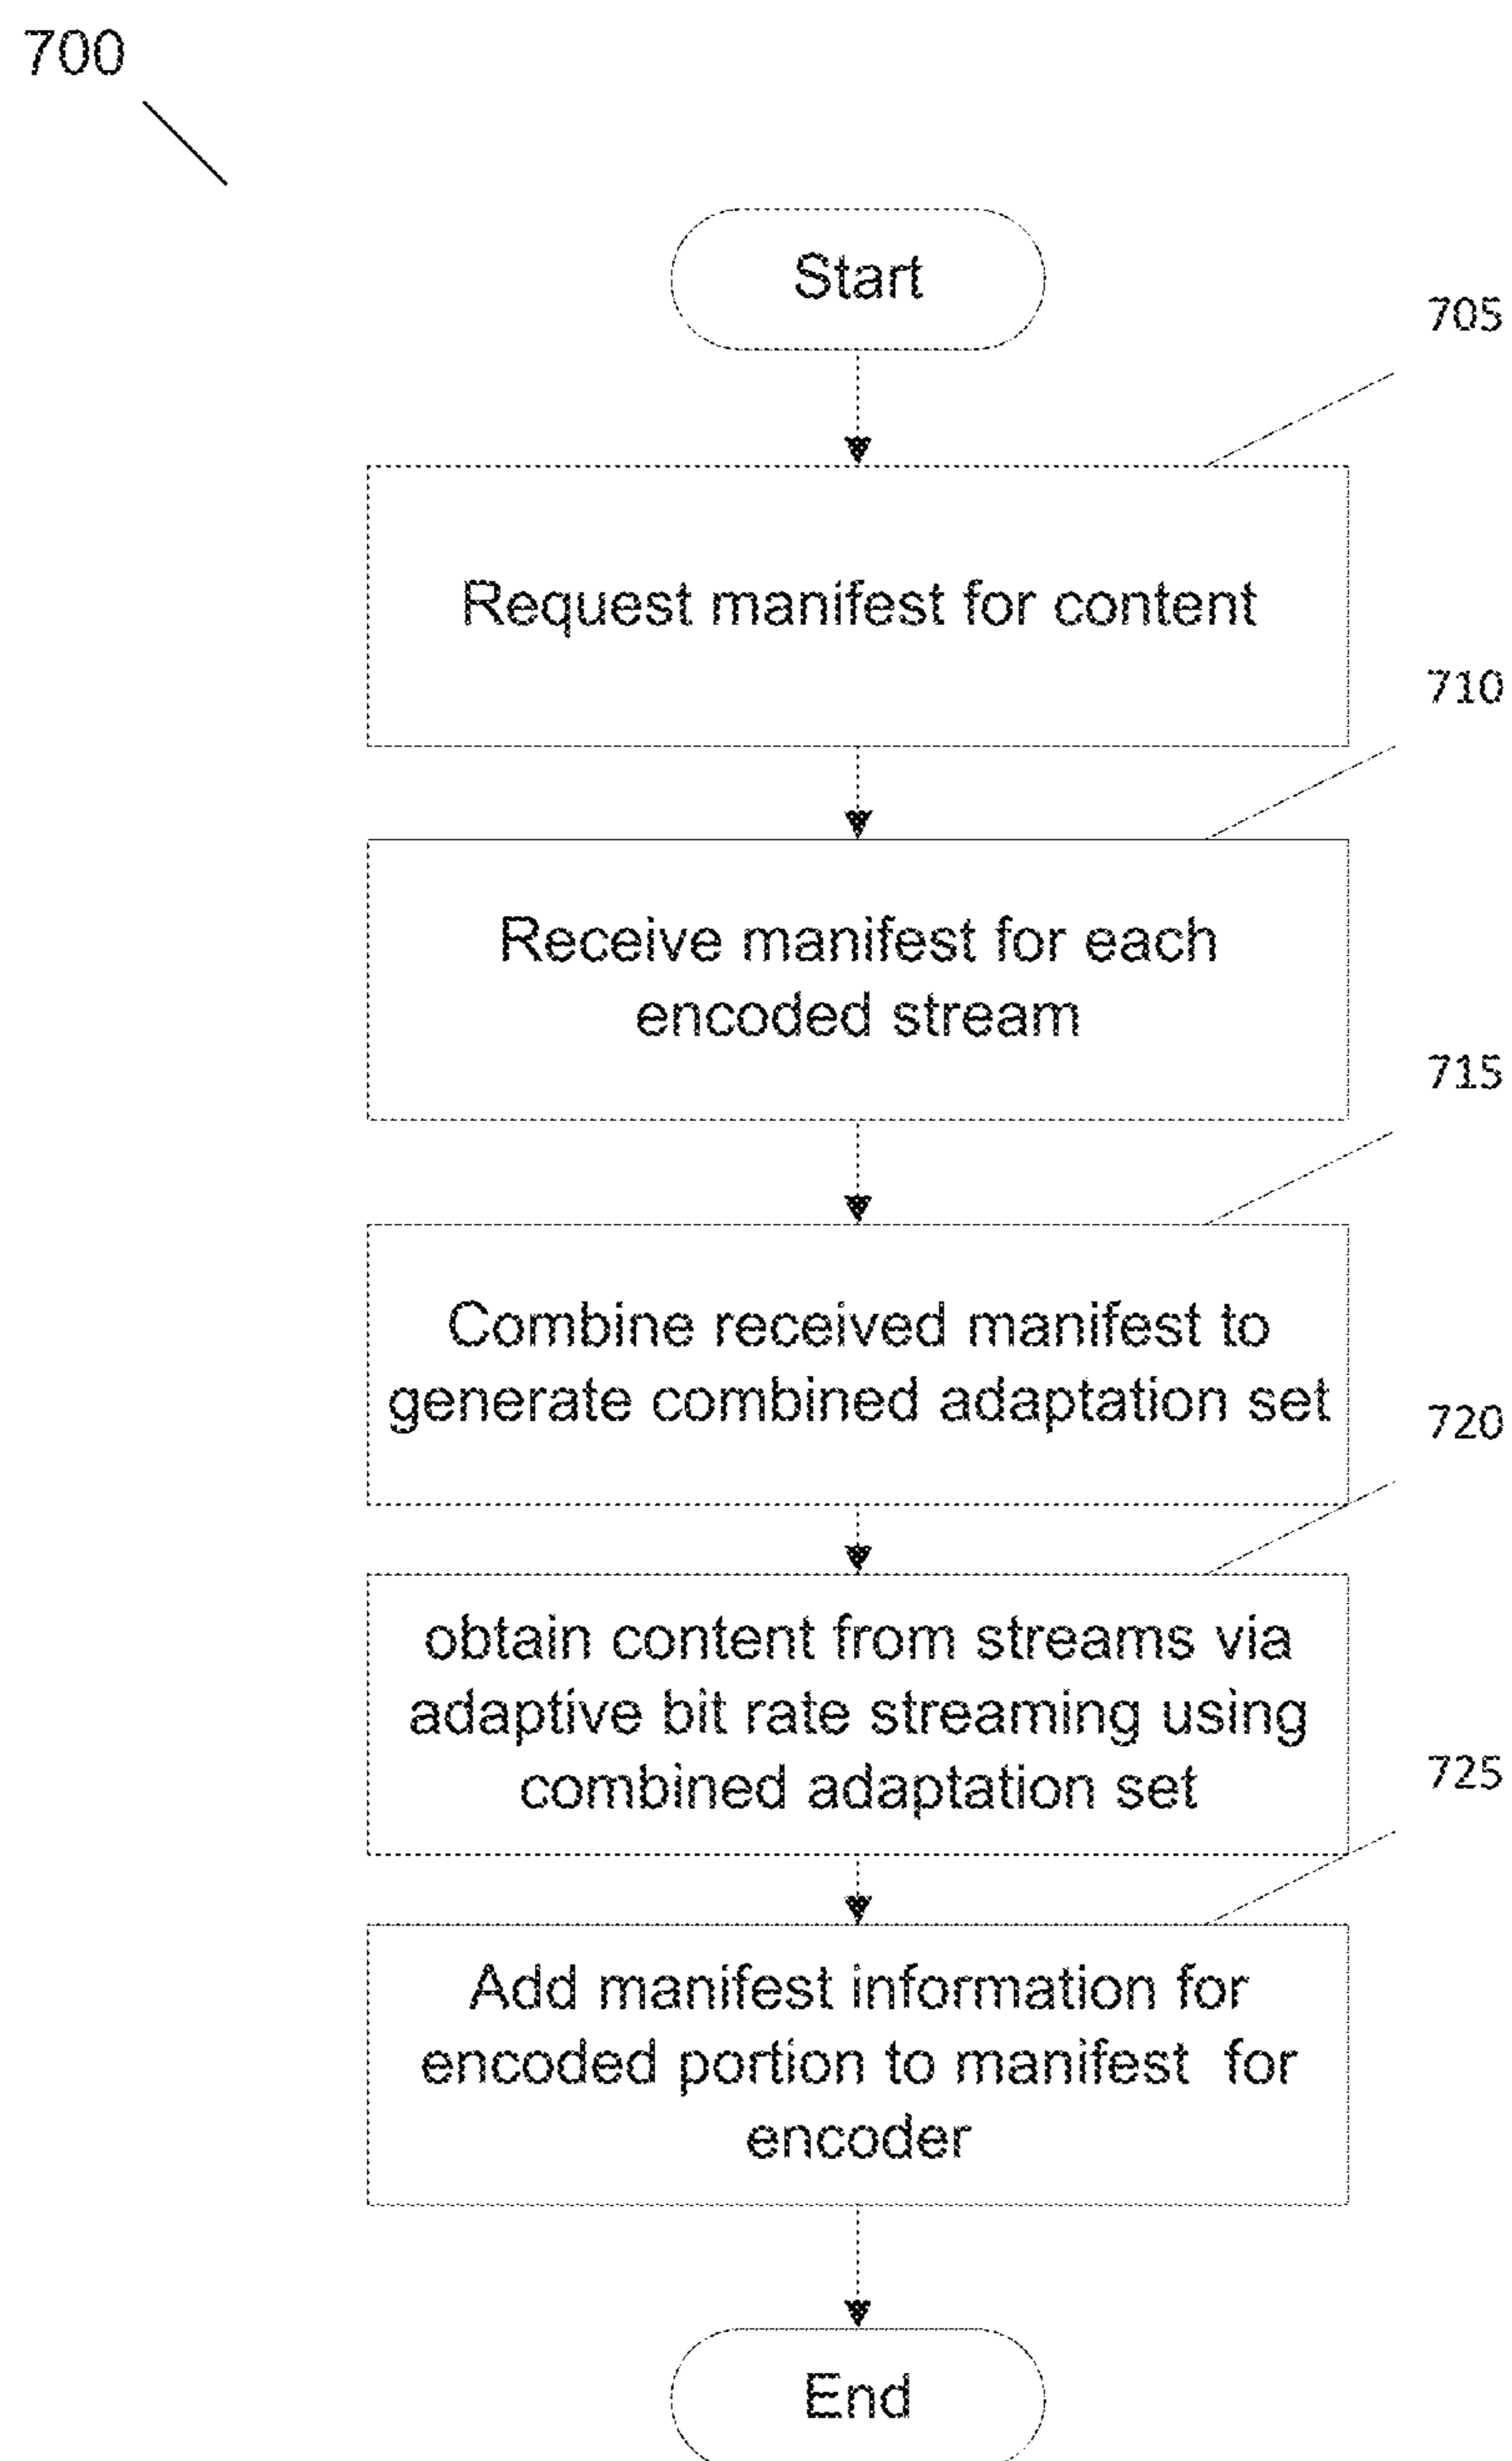 700
Start
705
Request manifest for content
710
Receive manifest for each
encoded stream
715
Combine received manifest to
generate combined adaptation set
720
obtain content from streams via
adaptive bit rate streaming using
combined adaptation set
725
Add manifest information for
encoded portion to manifest for
encoder
End